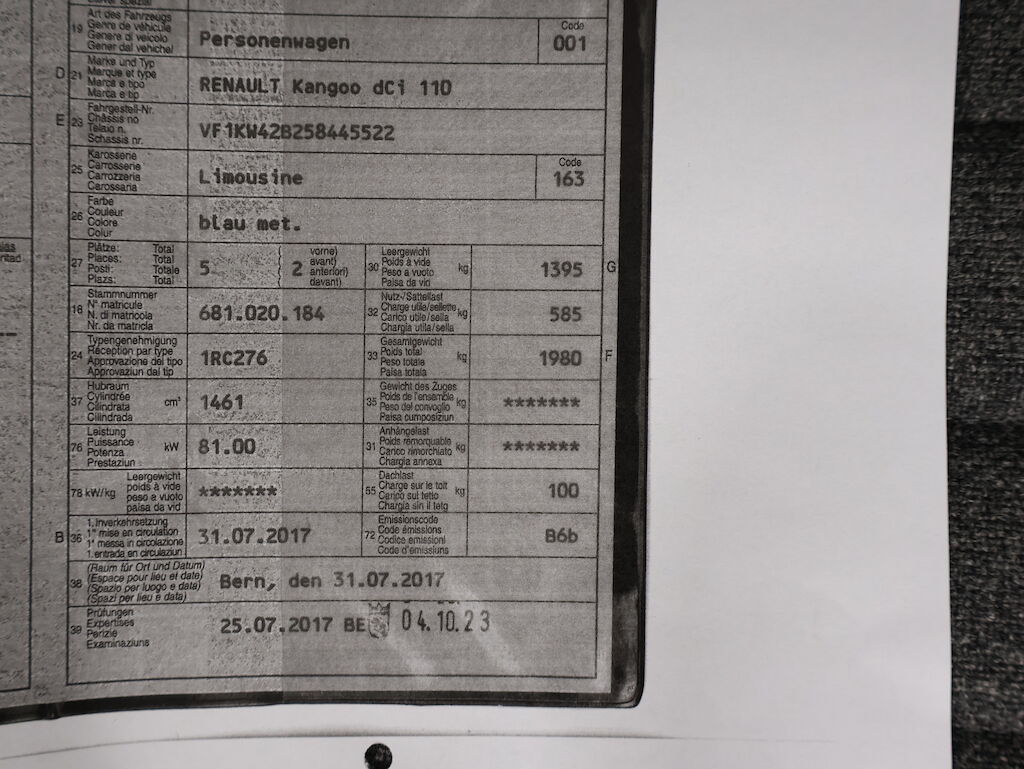 19 Art des Fahrzeugs
Genre de véhicule
Genere di veicolo
Gener dal vehichel
Personenwagen
Code
001
D 21 Marke und Typ
Marque et type
Marca e tipo
Marca e tip
RENAULT Kangoo dCi 110
E 23 Fahrgestell-Nr.
Châssis no
Telaio n.
Schassis nr.
VF1KW42B258445522
25 Karosserie
Carrosserie
Carrozzeria
Carossaria
Limousine
Code
163
26 Farbe
Couleur
Colore
Colur
blau met.
27 Plätze: Total
Places: Total
Posti: Totale
Plazs: Total
5 ( 2 vorne)
avant)
anteriori)
davant)
30 Leergewicht
Poids à vide
Peso a vuoto
Paisa da vid
kg
1395 G
18 Stammnummer
N° matricule
N. di matricola
Nr. da matricla
681.020.184
32 Nutz-/Sattellast
Charge utile/sellette
Carico utile/sella
Chargia utila/sella
kg
585
24 Typengenehmigung
Réception par type
Approvazione del tipo
Approvaziun dal tip
1RC276
33 Gesamtgewicht
Poids total
Peso totale
Paisa totala
kg
1980 F
37 Hubraum
Cylindrée
Cilindrata
Cilindrada
cm³
1461
35 Gewicht des Zuges
Poids de l'ensemble
Peso del convoglio
Paisa cumposiziun
kg
*******
76 Leistung
Puissance
Potenza
Prestaziun
kW
81.00
31 Anhängelast
Poids remorquable
Carico rimorchiato
Chargia annexa
kg
*******
78 kW/kg Leergewicht
poids à vide
peso a vuoto
paisa da vid
*******
55 Dachlast
Charge sur le toit
Carico sul tetto
Chargia sin il tetg
kg
100
B 36 1. Inverkehrsetzung
1re mise en circulation
1a messa in circolazione
1. entrada en circulaziun
31.07.2017
72 Emissionscode
Code émissions
Codice emissioni
Code d'emissiuns
B6b
38 (Raum für Ort und Datum)
(Espace pour lieu et date)
(Spazio per luogo e data)
(Spazi per lieu e data)
Bern, den 31.07.2017
39 Prüfungen
Expertises
Perizie
Examinaziuns
25.07.2017 BE 04.10.23